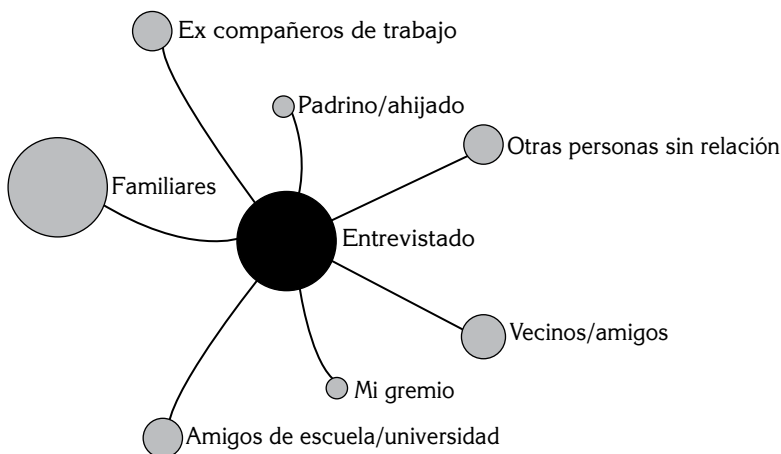 Ex compañeros de trabajo
Padrino/ahijado
Otras personas sin relación
Familiares
Entrevistado
Vecinos/amigos
Mi gremio
Amigos de escuela/universidad